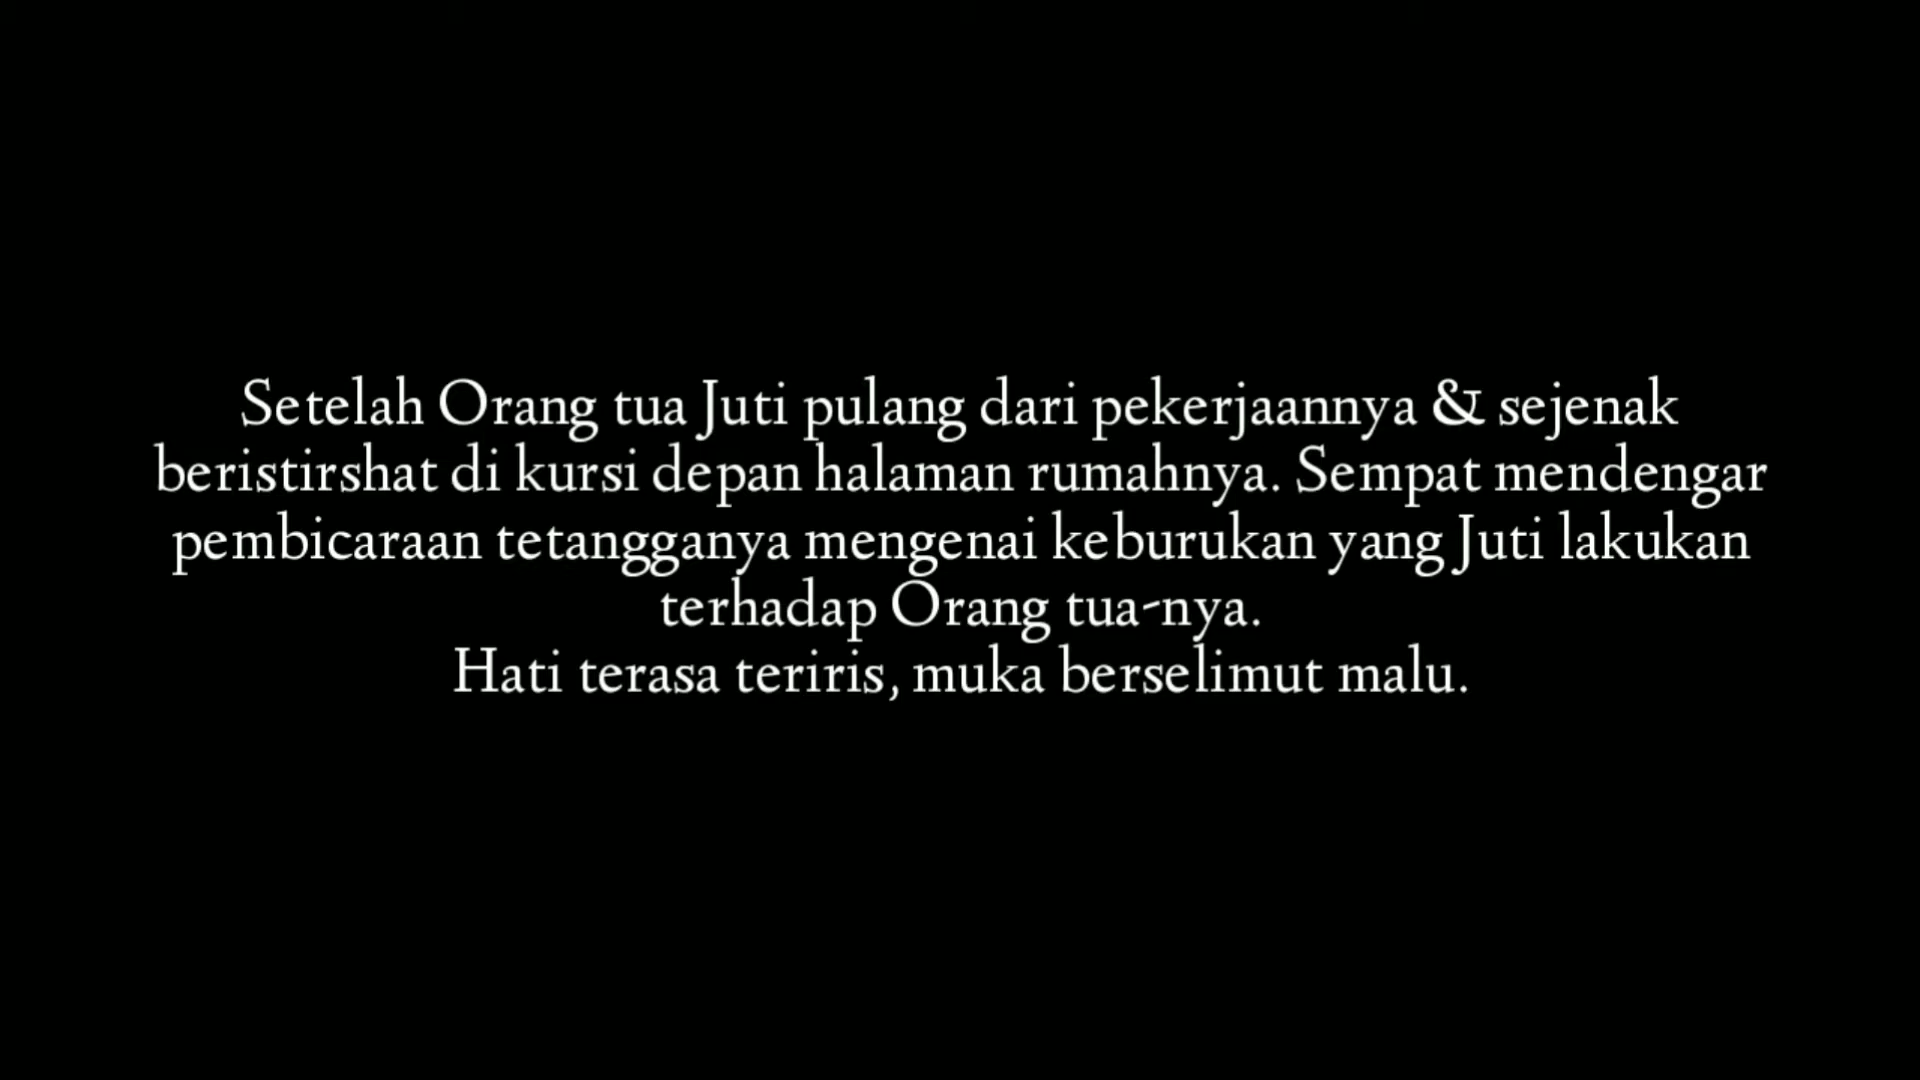 Setelah Orang tua Juti pulang dari pekerjaannya & sejenak
beristirshat di kursi depan halaman rumahnya. Sempat mendengar
pembicaraan tetangganya mengenai keburukan yang Juti lakukan
terhadap Orang tua-nya.
Hati terasa teriris, muka berselimut malu.